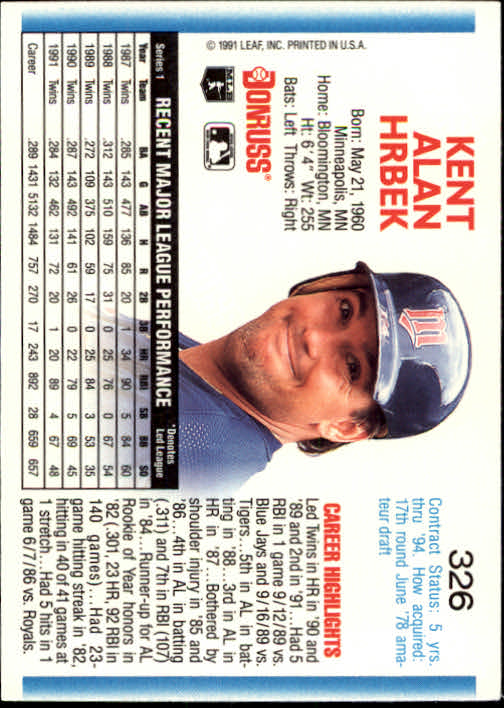 326
KENT
ALAN
HRBEK
Born: May 21, 1960
Minneapolis, MN
Home: Bloomington, MN
Ht: 6' 4" Wt: 255
Bats: Left Throws: Right
DONRUSS®
MLB
© 1991 LEAF, INC. PRINTED IN U.S.A.
Contract Status: 5 yrs.
thru '94. How acquired:
17th round June '78 ama-
teur draft
M
CAREER HIGHLIGHTS
Led Twins in HR in '90 and
'89 and 2nd in '91...Had 5
RBI in 1 game 9/12/89 vs.
Blue Jays and 9/16/89 vs.
Tigers...5th in AL in bat-
ting in '88...3rd in AL in
HR in '87...Bothered by
shoulder injury in '85 and
'86...4th in AL in batting
(.311) and 7th in RBI (107)
in '84...Runner-up for AL
Rookie of Year honors in
'82 (.301, 23 HR, 92 RBI in
140 games)...Had 23-
game hitting streak in '82,
hitting in 40 of 41 games at
1 stretch...Had 5 hits in 1
game 6/7/86 vs. Royals.
Series 1 RECENT MAJOR LEAGUE PERFORMANCE *Denotes
Led League
Year Team BA G AB H R 2B 3B HR RBI SB BB SO
1987 Twins .285 143 477 136 85 20 1 34 90 5 84 60
1988 Twins .312 143 510 159 75 31 0 25 76 0 67 54
1989 Twins .272 109 375 102 59 17 0 25 84 3 53 35
1990 Twins .287 143 492 141 61 26 0 22 79 5 69 45
1991 Twins .284 132 462 131 72 20 1 20 89 4 67 48
Career .289 1431 5132 1484 757 270 17 243 892 28 659 657